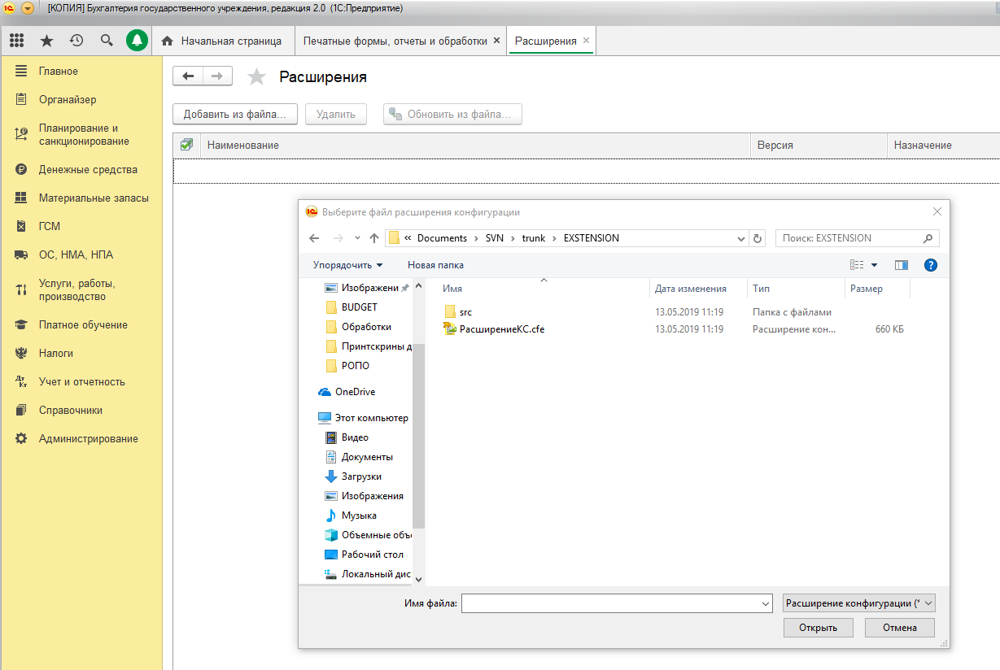 [КОПИЯ] Бухгалтерия государственного учреждения, редакция 2.0 (1С:Предприятие)
Начальная страница
Печатные формы, отчеты и обработки ×
Расширения ×
Главное
Органайзер
Планирование и
санкционирование
Денежные средства
Материальные запасы
ГСМ
ОС, НМА, НПА
Услуги, работы,
производство
Платное обучение
Налоги
Учет и отчетность
Справочники
Администрирование
Расширения
Добавить из файла...
Удалить
Обновить из файла...
Наименование
Версия
Назначение
Выберите файл расширения конфигурации
« Documents › SVN › trunk › EXSTENSION
Поиск: EXSTENSION
Упорядочить
Новая папка
Изображени
BUDGET
Обработки
Принтскрины д
РОПО
OneDrive
Этот компьютер
Видео
Документы
Загрузки
Изображения
Музыка
Объемные объ
Рабочий стол
Локальный дис
Имя
Дата изменения
Тип
Размер
src
13.05.2019 11:19
Папка с файлами
РасширениеКС.cfe
13.05.2019 11:19
Расширение кон...
660 КБ
Имя файла:
Расширение конфигурации (*
Открыть
Отмена